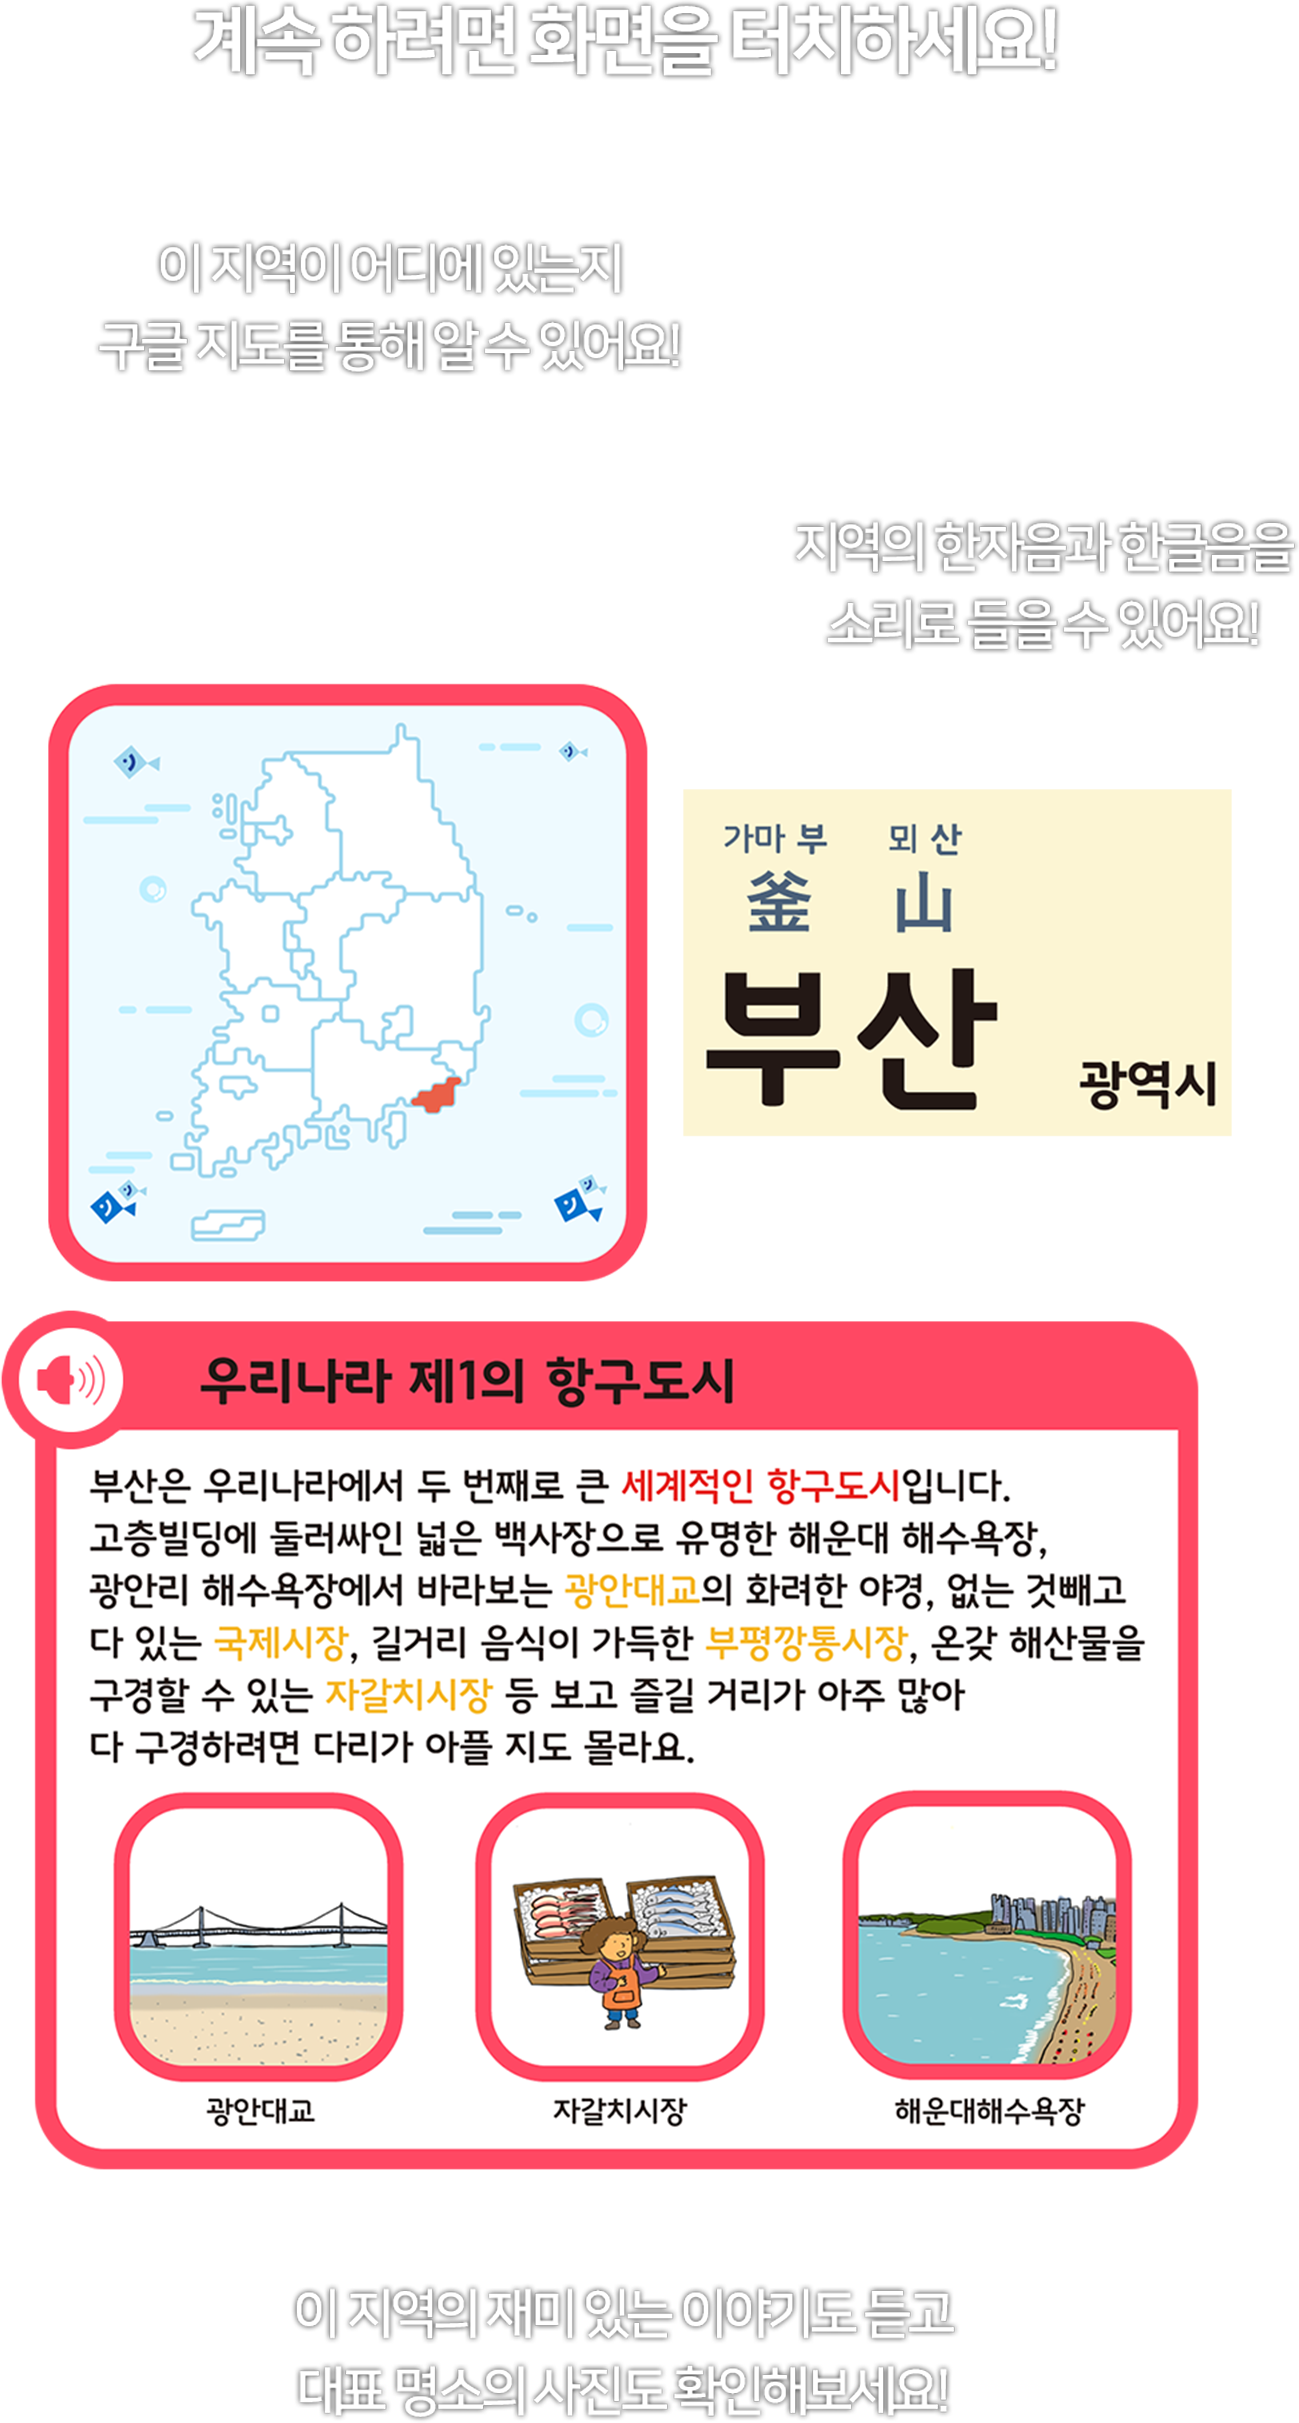 계속 하려면 화면을 터치하세요!
이 지역이 어디에 있는지
구글 지도를 통해 알 수 있어요!
지역의 한자음과 한글음을
소리로 들을 수 있어요!
가마 부 뫼 산
釜 山
부산 광역시
우리나라 제1의 항구도시
부산은 우리나라에서 두 번째로 큰 세계적인 항구도시입니다.
고층빌딩에 둘러싸인 넓은 백사장으로 유명한 해운대 해수욕장,
광안리 해수욕장에서 바라보는 광안대교의 화려한 야경, 없는 것빼고
다 있는 국제시장, 길거리 음식이 가득한 부평깡통시장, 온갖 해산물을
구경할 수 있는 자갈치시장 등 보고 즐길 거리가 아주 많아
다 구경하려면 다리가 아플 지도 몰라요.
광안대교 자갈치시장 해운대해수욕장
이 지역의 재미 있는 이야기도 듣고
대표 명소의 사진도 확인해보세요!